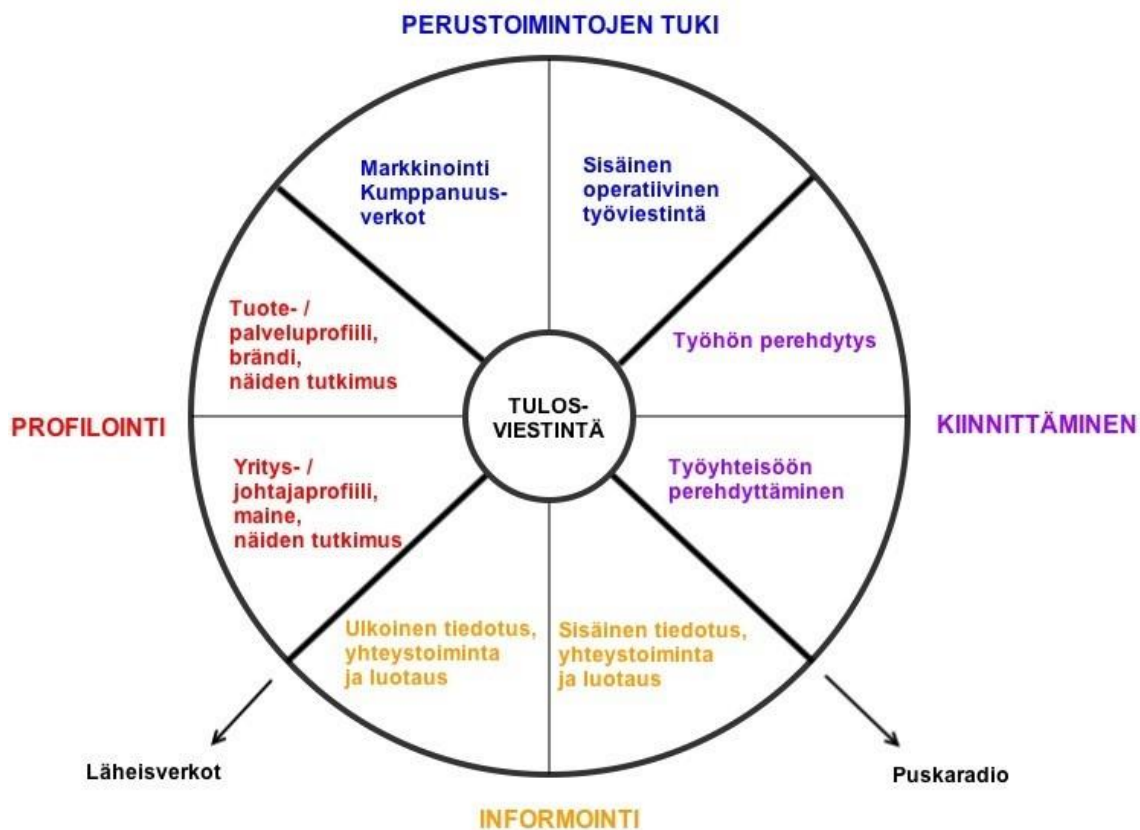 PERUSTOIMINTOJEN TUKI
Markkinointi
Kumppanuus-
verkot
Sisäinen
operatiivinen
työviestintä
Tuote- /
palveluprofiili,
brändi,
näiden tutkimus
Työhön perehdytys
TULOS-
VIESTINTÄ
PROFILOINTI
KIINNITTÄMINEN
Yritys- /
johtajaprofiili,
maine,
näiden tutkimus
Työyhteisöön
perehdyttäminen
Ulkoinen tiedotus,
yhteystoiminta
ja luotaus
Sisäinen tiedotus,
yhteystoiminta
ja luotaus
Läheisverkot
Puskaradio
INFORMOINTI